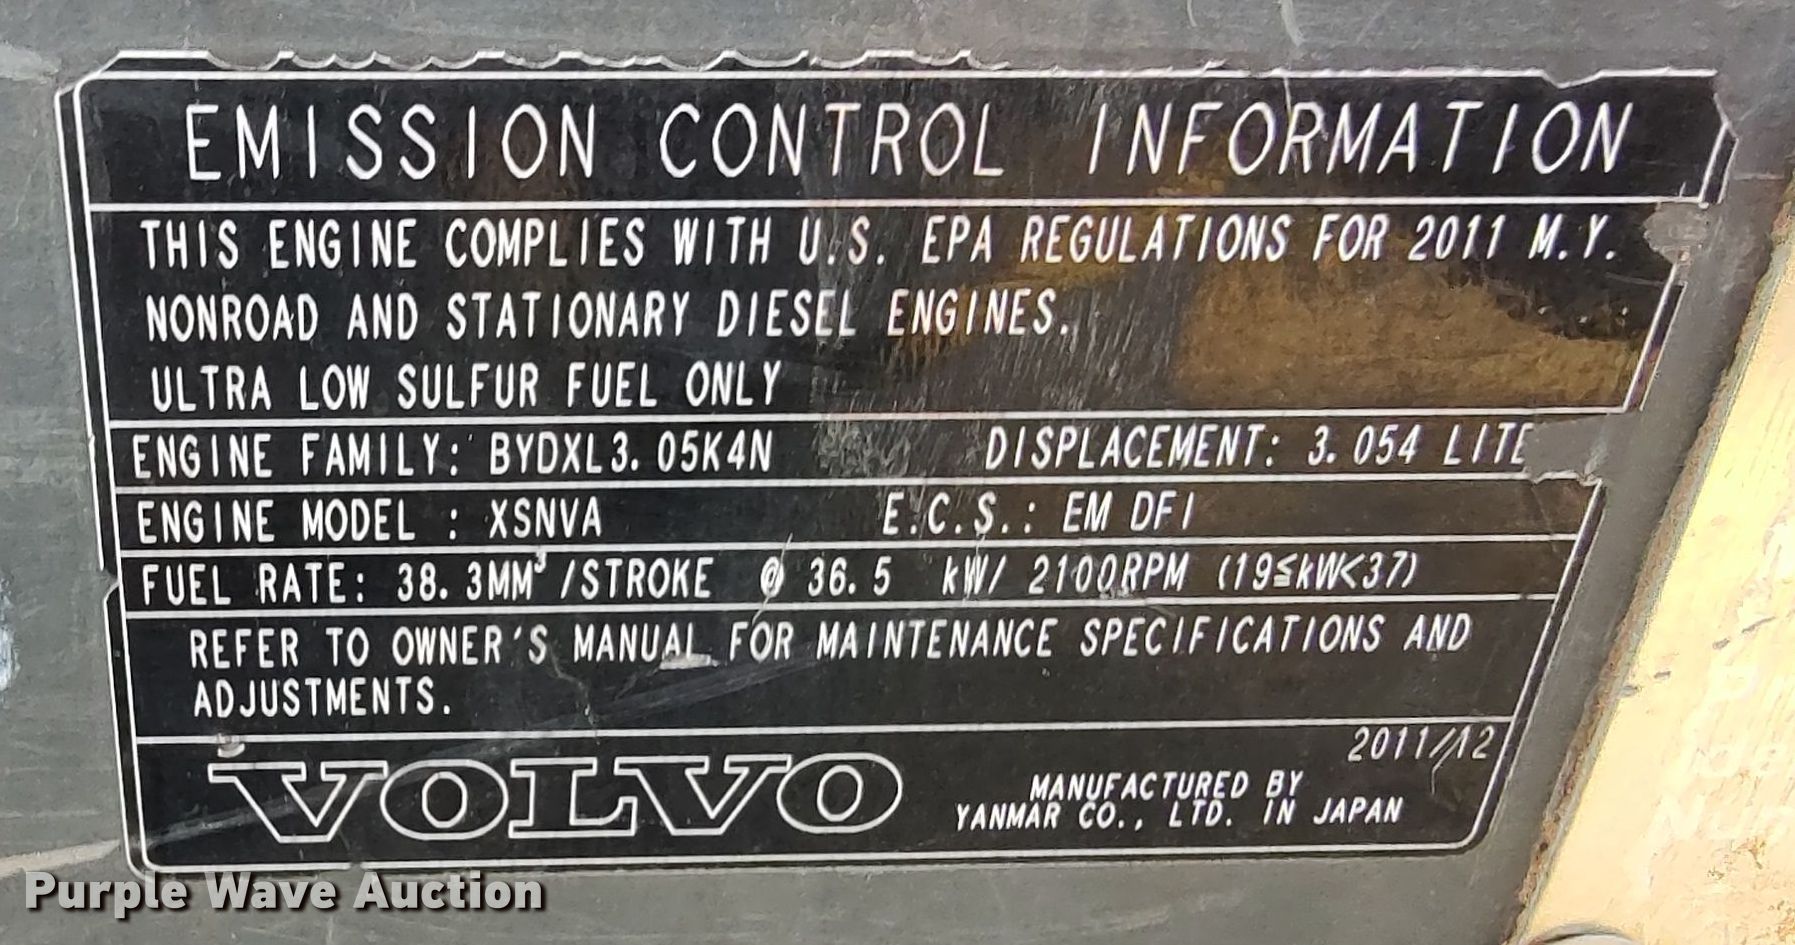 EMISSION CONTROL INFORMATION
THIS ENGINE COMPLIES WITH U.S. EPA REGULATIONS FOR 2011 M.Y.
NONROAD AND STATIONARY DIESEL ENGINES.
ULTRA LOW SULFUR FUEL ONLY
ENGINE FAMILY: BYDXL3.05K4N DISPLACEMENT: 3.054 LITE
ENGINE MODEL : XSNVA E.C.S.: EM DFI
FUEL RATE: 38.3MM³/STROKE @ 36.5 kW/ 2100RPM (19≦kW<37)
REFER TO OWNER'S MANUAL FOR MAINTENANCE SPECIFICATIONS AND
ADJUSTMENTS.
2011/12
VOLVO
MANUFACTURED BY
YANMAR CO., LTD. IN JAPAN
Purple Wave Auction